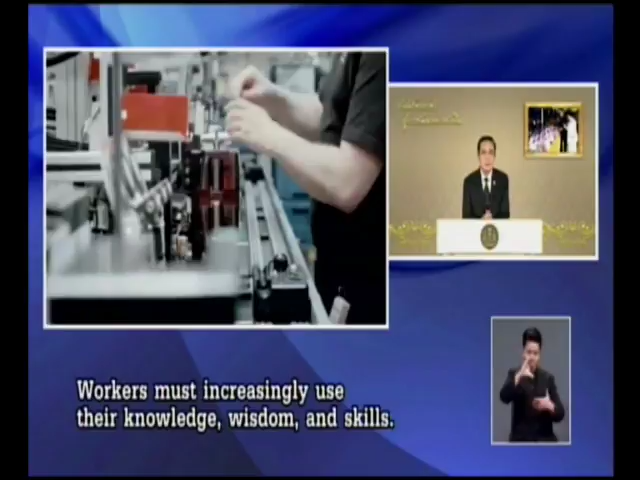 Workers must increasingly use
their knowledge, wisdom, and skills.